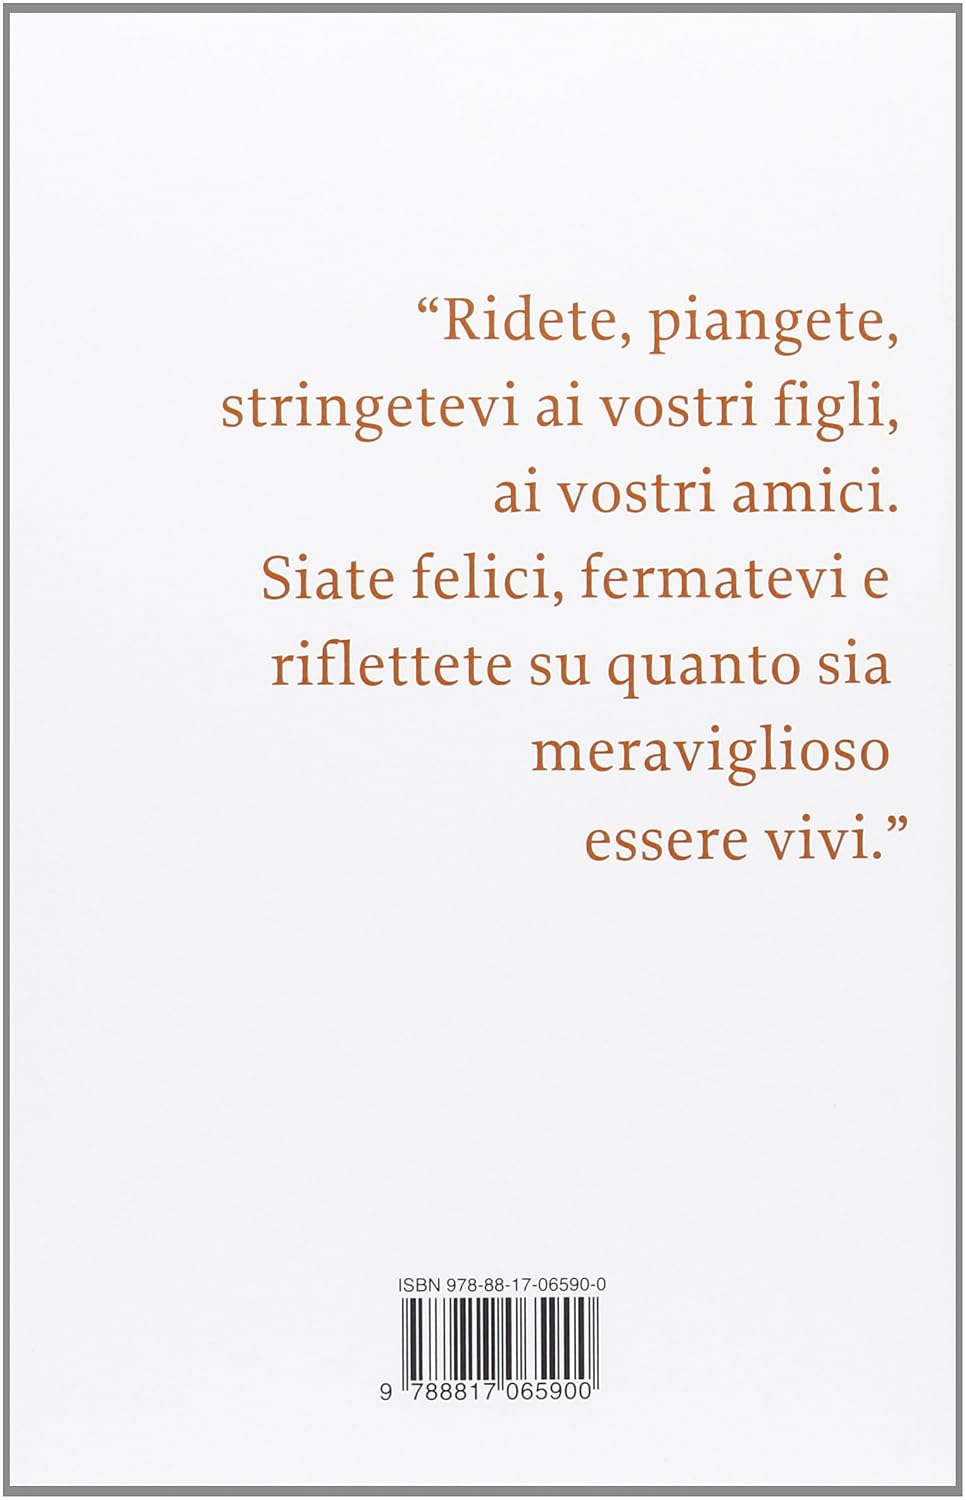 “Ridete, piangete,
stringetevi ai vostri figli,
ai vostri amici.
Siate felici, fermatevi e
riflettete su quanto sia
meraviglioso
essere vivi.”
ISBN 978-88-17-06590-0
9 788817 065900